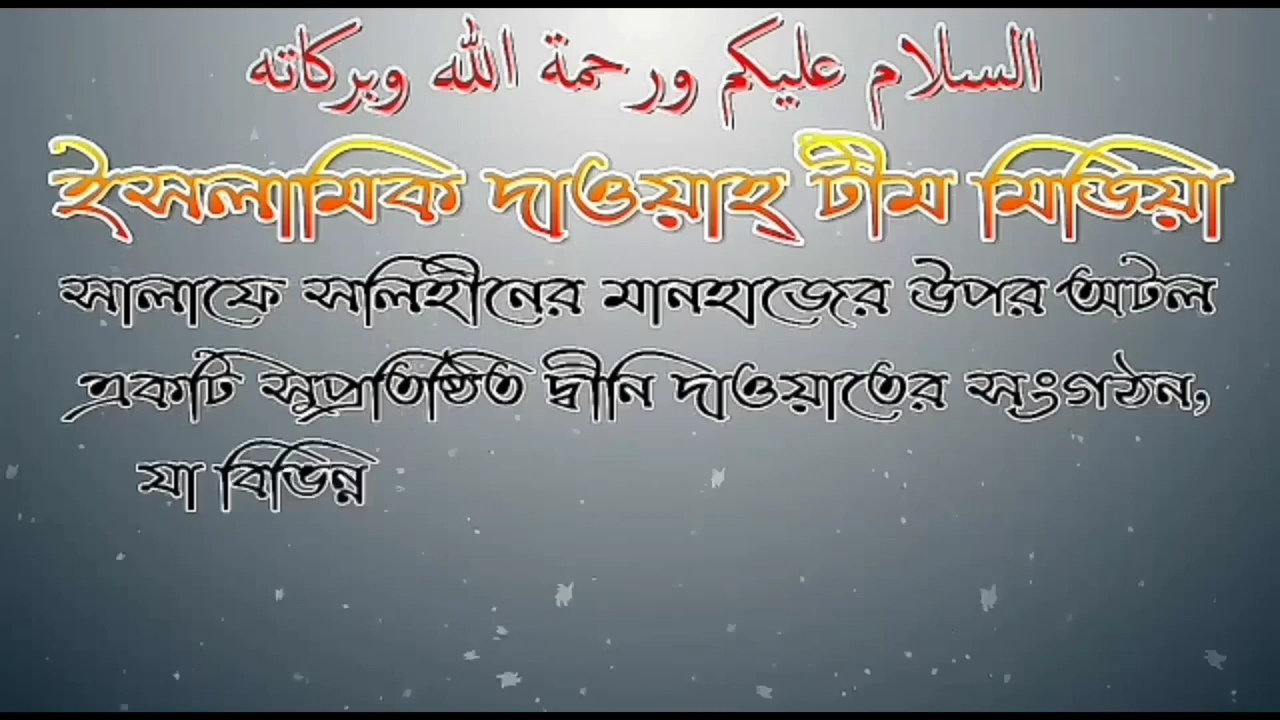 السلام عليكم ورحمة الله وبركاته
ইসলামিক দাওয়াহ্ টীম মিডিয়া
সালাফে সলিহীনের মানহাজের উপর অটল
একটি সুপ্রতিষ্ঠিত দ্বীনি দাওয়াতের সংগঠন,
যা বিভিন্ন